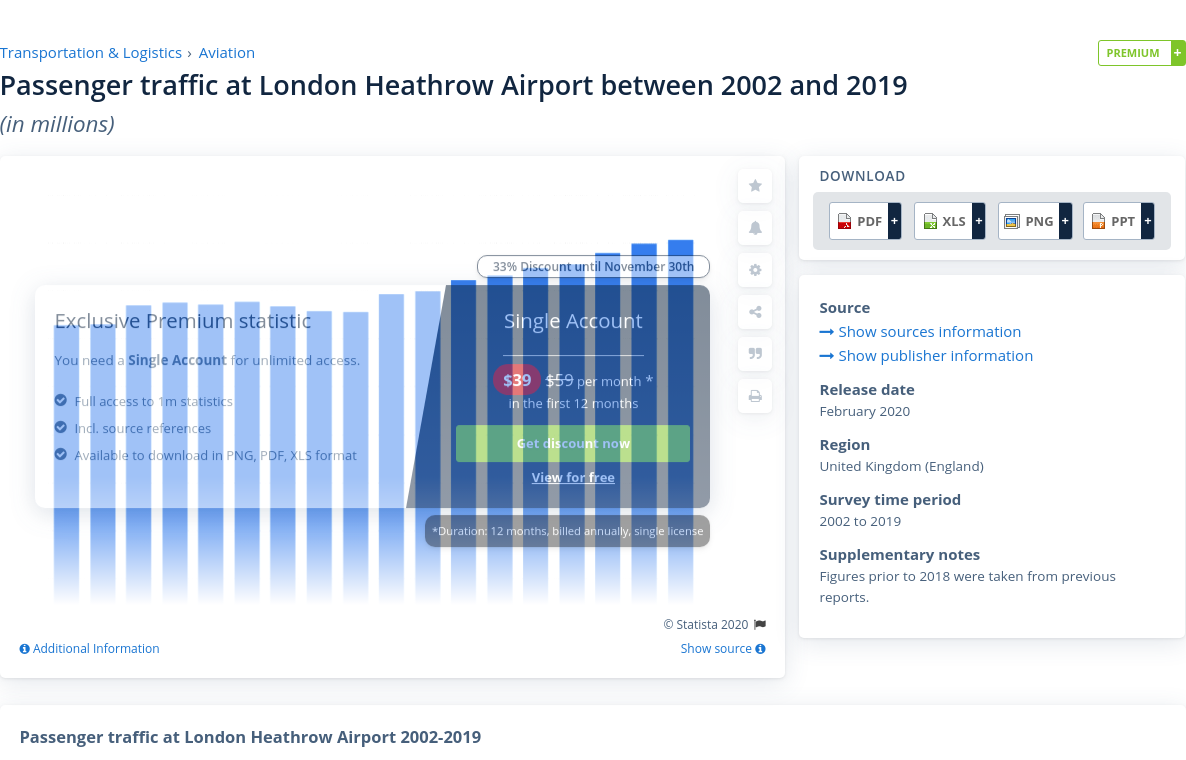 Transportation & Logistics › Aviation
PREMIUM +
Passenger traffic at London Heathrow Airport between 2002 and 2019
(in millions)
DOWNLOAD
PDF + XLS + PNG + PPT +
33% Discount until November 30th
Exclusive Premium statistic
You need a Single Account for unlimited access.
Full access to 1m statistics
Incl. source references
Available to download in PNG, PDF, XLS format
Single Account
$39 $59 per month *
in the first 12 months
Get discount now
View for free
*Duration: 12 months, billed annually, single license
© Statista 2020
Additional Information
Show source
Source
Show sources information
Show publisher information
Release date
February 2020
Region
United Kingdom (England)
Survey time period
2002 to 2019
Supplementary notes
Figures prior to 2018 were taken from previous
reports.
Passenger traffic at London Heathrow Airport 2002-2019